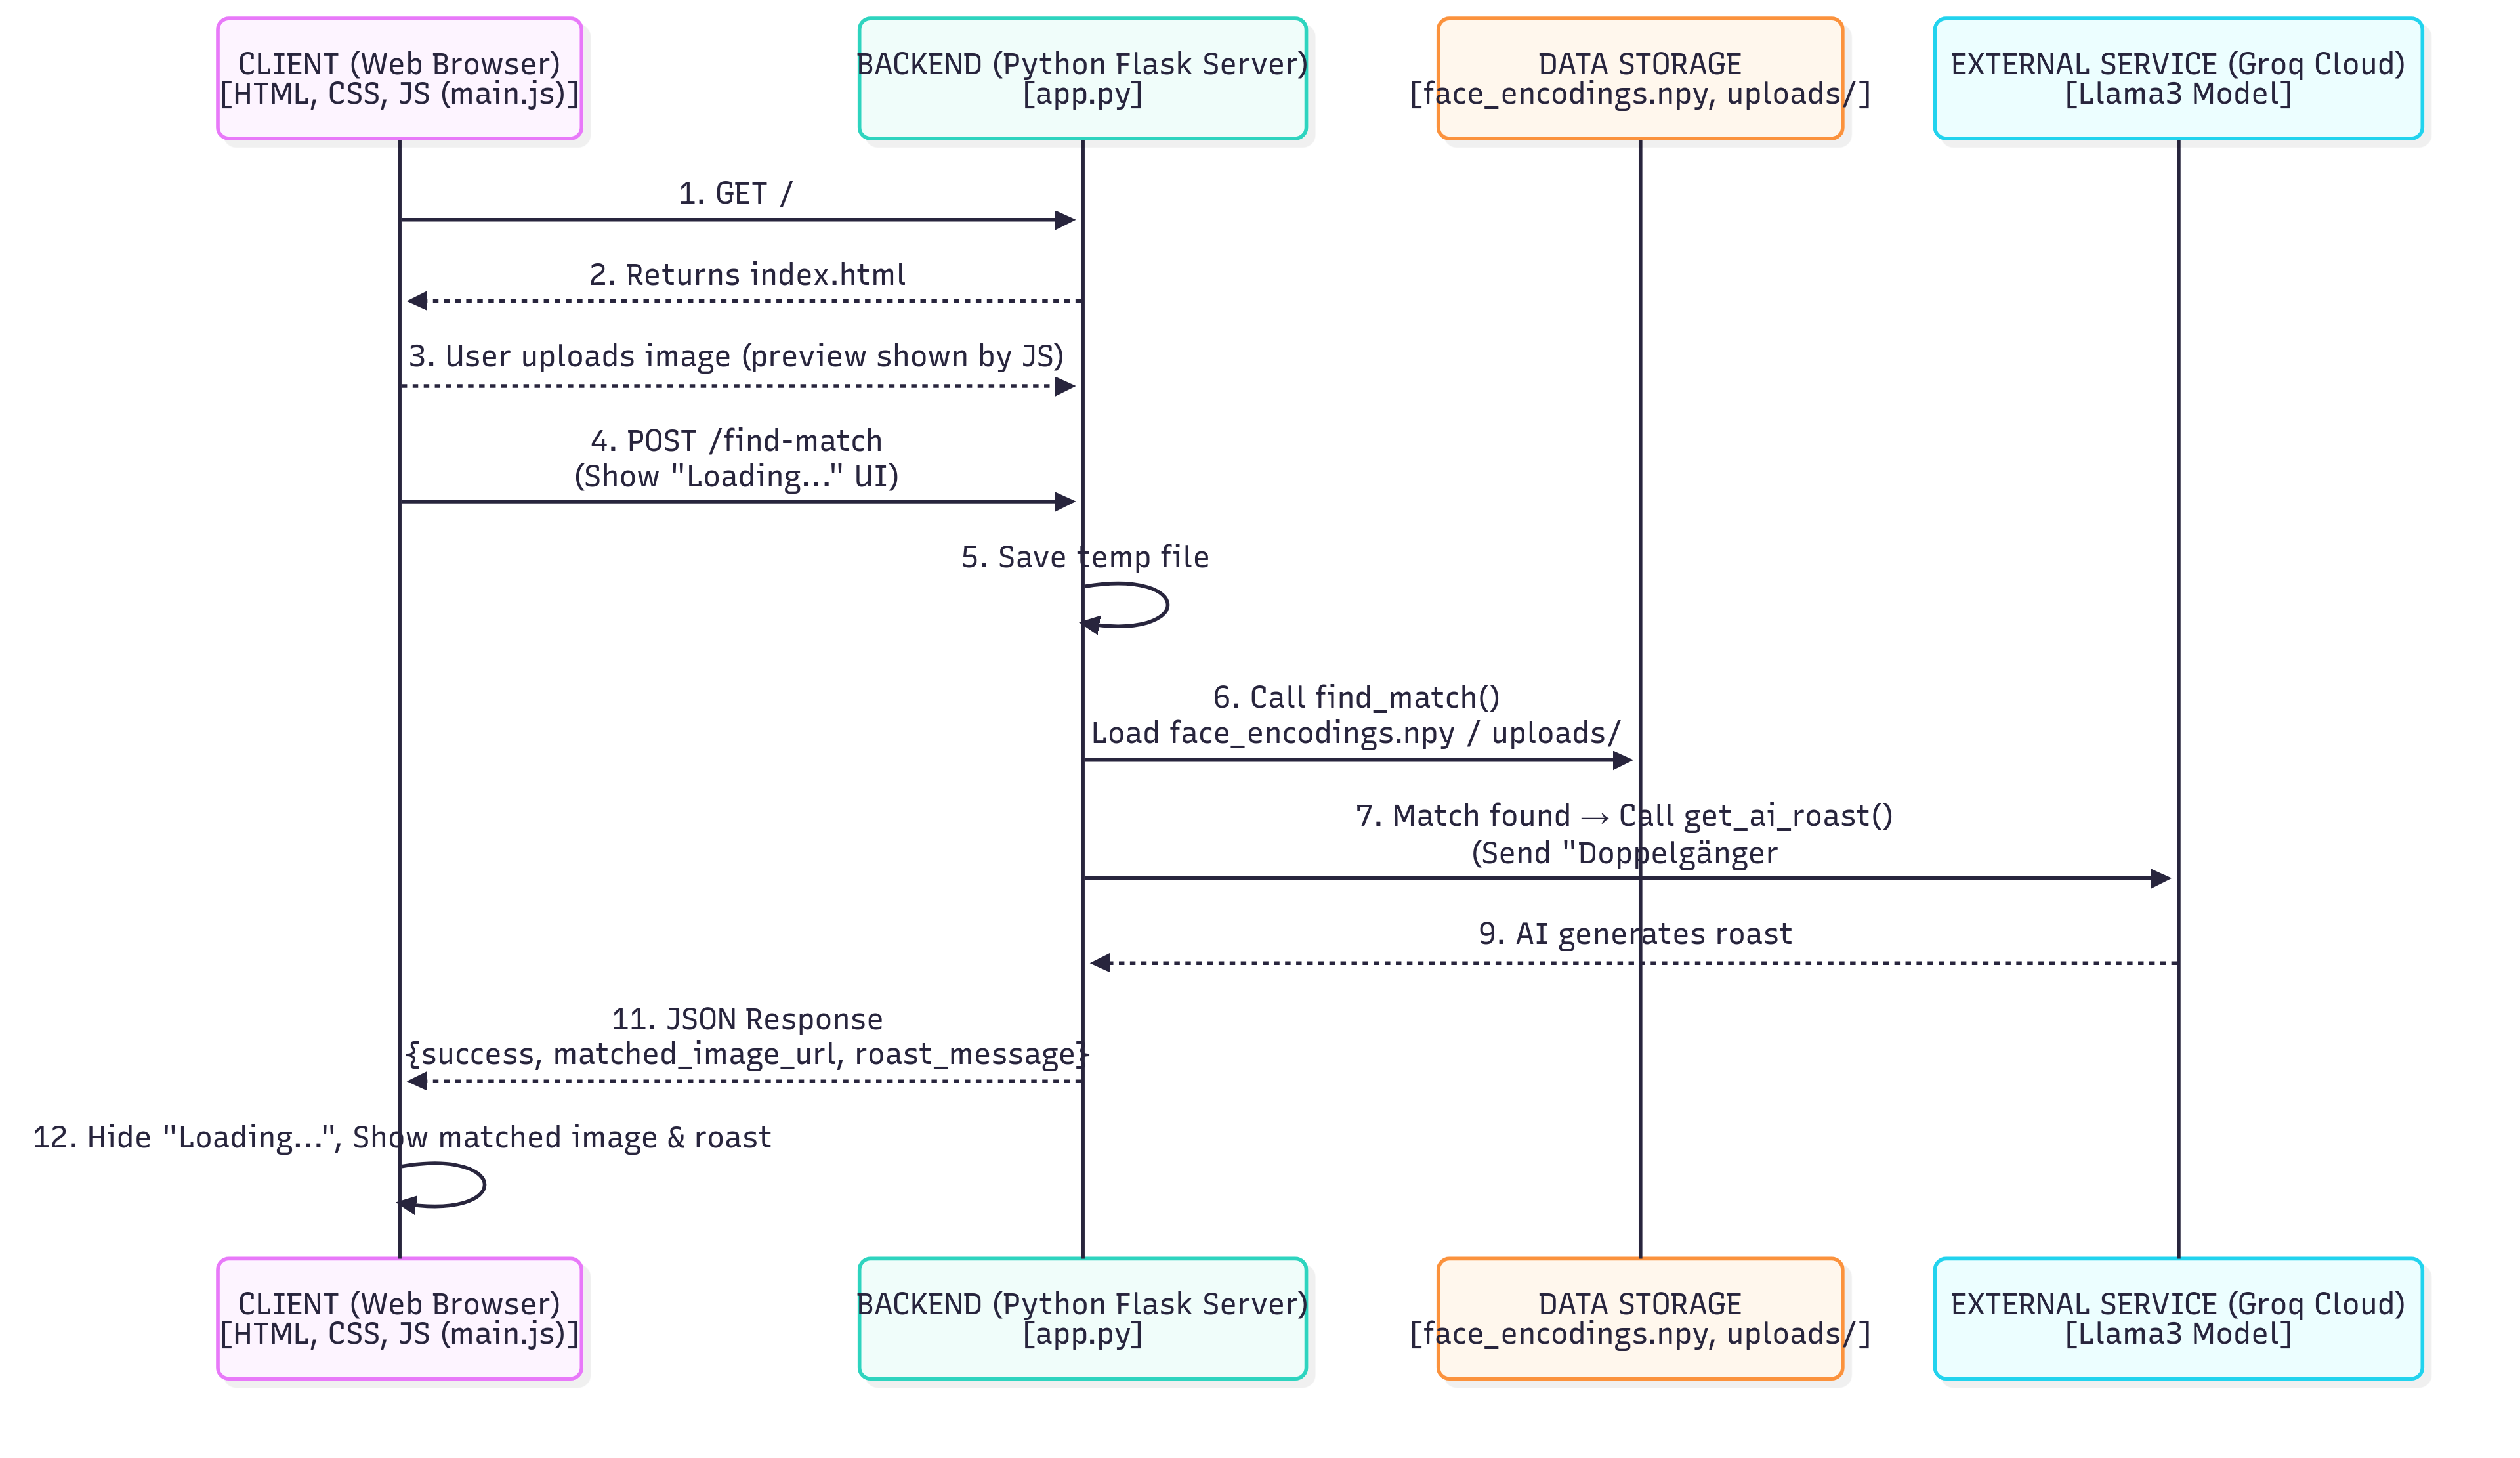 CLIENT (Web Browser)
[HTML, CSS, JS (main.js)]
BACKEND (Python Flask Server)
[app.py]
DATA STORAGE
[face_encodings.npy, uploads/]
EXTERNAL SERVICE (Groq Cloud)
[Llama3 Model]
1. GET /
2. Returns index.html
3. User uploads image (preview shown by JS)
4. POST /find-match
(Show "Loading..." UI)
5. Save temp file
6. Call find_match()
Load face_encodings.npy / uploads/
7. Match found → Call get_ai_roast()
(Send "Doppelgänger
9. AI generates roast
11. JSON Response
{success, matched_image_url, roast_message}
12. Hide "Loading...", Show matched image & roast
CLIENT (Web Browser)
[HTML, CSS, JS (main.js)]
BACKEND (Python Flask Server)
[app.py]
DATA STORAGE
[face_encodings.npy, uploads/]
EXTERNAL SERVICE (Groq Cloud)
[Llama3 Model]